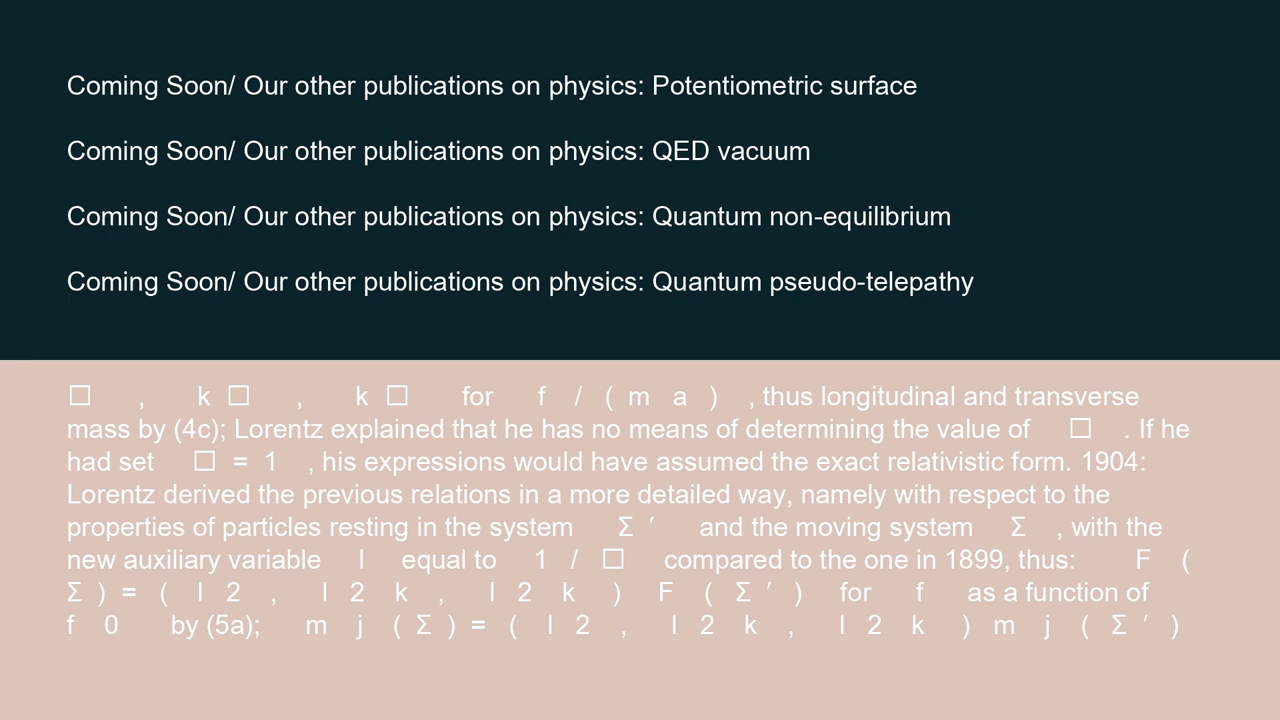 Coming Soon/ Our other publications on physics: Potentiometric surface
Coming Soon/ Our other publications on physics: QED vacuum
Coming Soon/ Our other publications on physics: Quantum non-equilibrium
Coming Soon/ Our other publications on physics: Quantum pseudo-telepathy
□ , k □ , k □ for f / ( m a ) , thus longitudinal and transverse
mass by (4c); Lorentz explained that he has no means of determining the value of □ . If he
had set □ = 1 , his expressions would have assumed the exact relativistic form. 1904:
Lorentz derived the previous relations in a more detailed way, namely with respect to the
properties of particles resting in the system Σ ′ and the moving system Σ , with the
new auxiliary variable l equal to 1 / □ compared to the one in 1899, thus: F (
Σ ) = ( l 2 , l 2 k , l 2 k ) F ( Σ ′ ) for f as a function of
f 0 by (5a); m j ( Σ ) = ( l 2 , l 2 k , l 2 k ) m j ( Σ ′ )